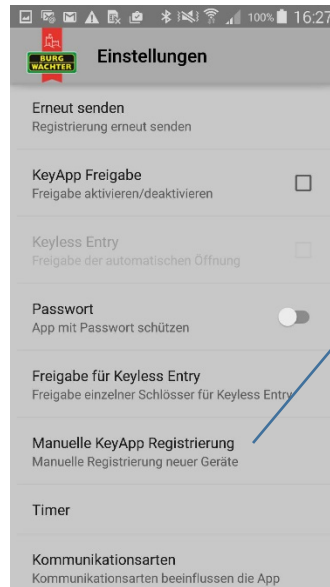 100% 16:27
BURG
WÄCHTER
Einstellungen
Erneut senden
Registrierung erneut senden
KeyApp Freigabe
Freigabe aktivieren/deaktivieren
Keyless Entry
Freigabe der automatischen Öffnung
Passwort
App mit Passwort schützen
Freigabe für Keyless Entry
Freigabe einzelner Schlösser für Keyless Entry
Manuelle KeyApp Registrierung
Manuelle Registrierung neuer Geräte
Timer
Kommunikationsarten
Kommunikationsarten beeinflussen die App